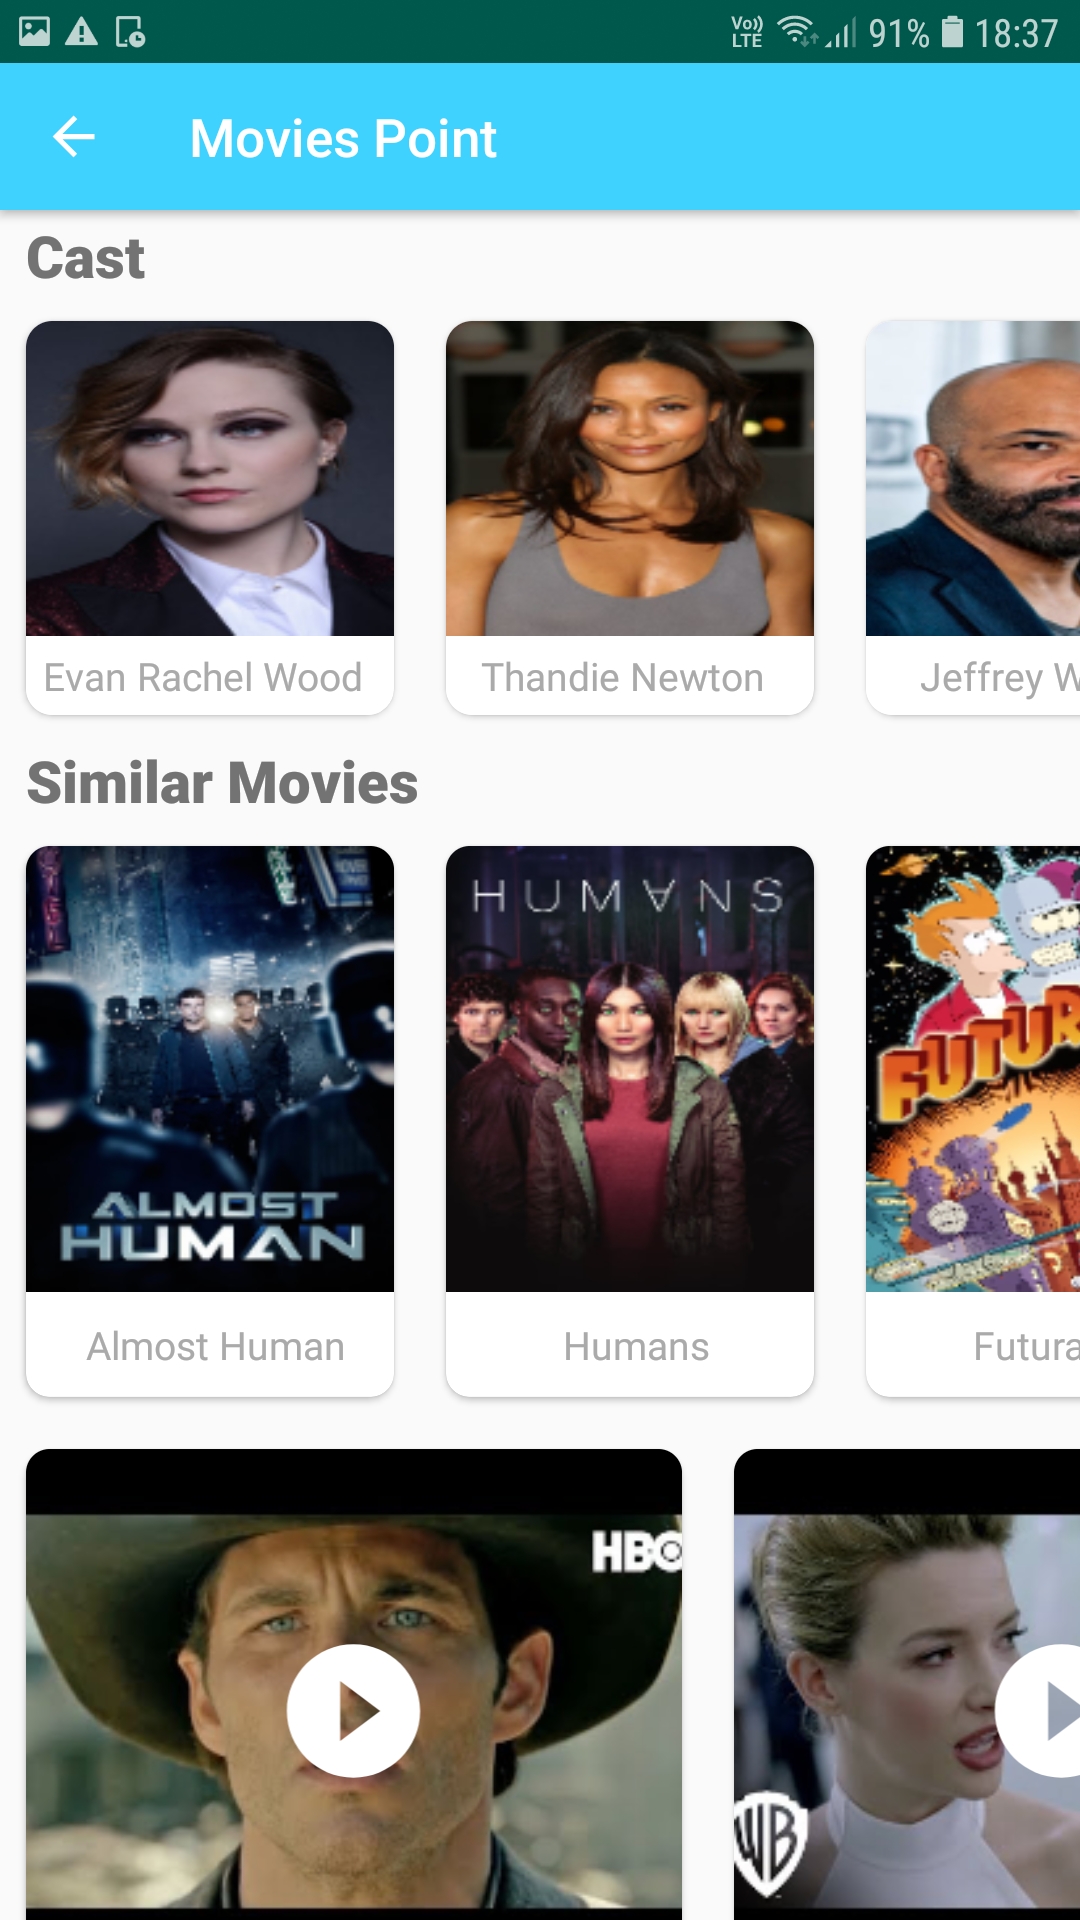 Vo)) LTE 91% 18:37
Movies Point
Cast
Evan Rachel Wood
Thandie Newton
Jeffrey W
Similar Movies
ALMOST
HUMAN
HUMANS
FUTUR
Almost Human
Humans
Futura
HBO
WB